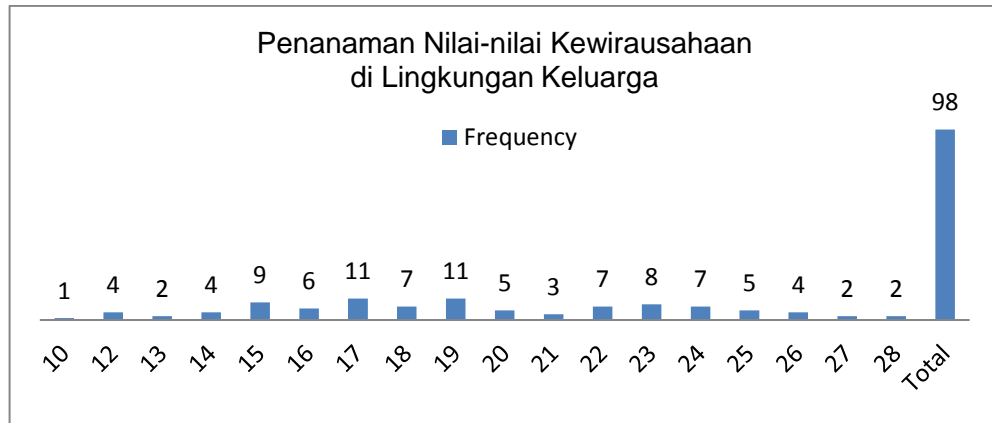 Penanaman Nilai-nilai Kewirausahaan
di Lingkungan Keluarga
Frequency
98
1 4 2 4 9 6 11 7 11 5 3 7 8 7 5 4 2 2
10 12 13 14 15 16 17 18 19 20 21 22 23 24 25 26 27 28 Total